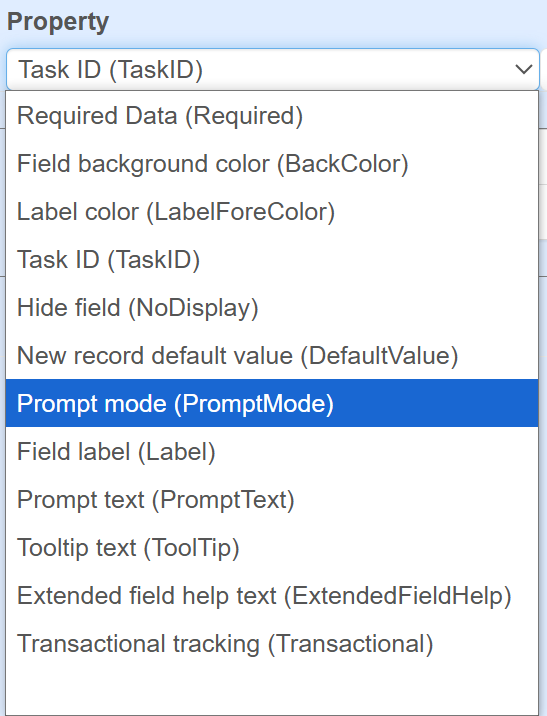 Property
Task ID (TaskID)
Required Data (Required)
Field background color (BackColor)
Label color (LabelForeColor)
Task ID (TaskID)
Hide field (NoDisplay)
New record default value (DefaultValue)
Prompt mode (PromptMode)
Field label (Label)
Prompt text (PromptText)
Tooltip text (ToolTip)
Extended field help text (ExtendedFieldHelp)
Transactional tracking (Transactional)